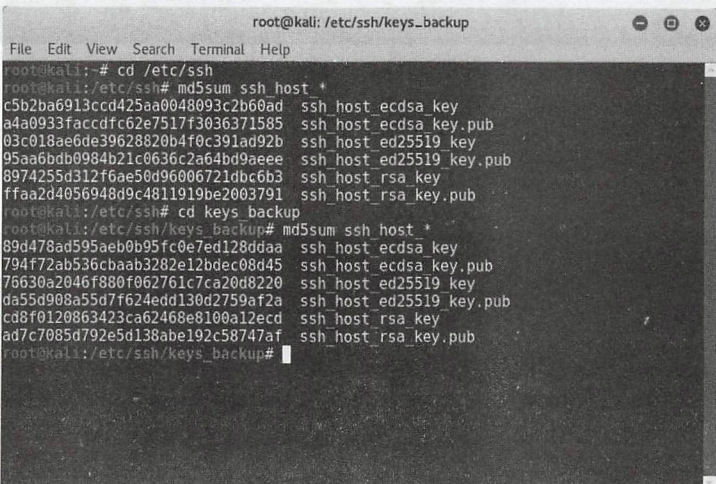 root@kali: /etc/ssh/keys_backup
File Edit View Search Terminal Help
root@kali:~# cd /etc/ssh
root@kali:/etc/ssh# md5sum ssh_host_*
c5b2ba6913ccd425aa0048093c2b60ad ssh_host_ecdsa_key
a4a0933faccdfc62e7517f3036371585 ssh_host_ecdsa_key.pub
03c018ae6de39628820b4f0c391ad92b ssh_host_ed25519_key
95aa6bdb0984b21c0636c2a64bd9aeee ssh_host_ed25519_key.pub
8974255d312f6ae50d96006721dbc6b3 ssh_host_rsa_key
ffaa2d4056948d9c4811919be2003791 ssh_host_rsa_key.pub
root@kali:/etc/ssh# cd keys_backup
root@kali:/etc/ssh/keys_backup# md5sum ssh_host_*
89d478ad595aeb0b95fc0e7ed128ddaa ssh_host_ecdsa_key
794f72ab536cbaab3282e12bdec08d45 ssh_host_ecdsa_key.pub
76630a2046f880f062761c7ca20d8220 ssh_host_ed25519_key
da55d908a55d7f624edd130d2759af2a ssh_host_ed25519_key.pub
cd8f0120863423ca62468e8100a12ecd ssh_host_rsa_key
ad7c7085d792e5d138abe192c58747af ssh_host_rsa_key.pub
root@kali:/etc/ssh/keys_backup#